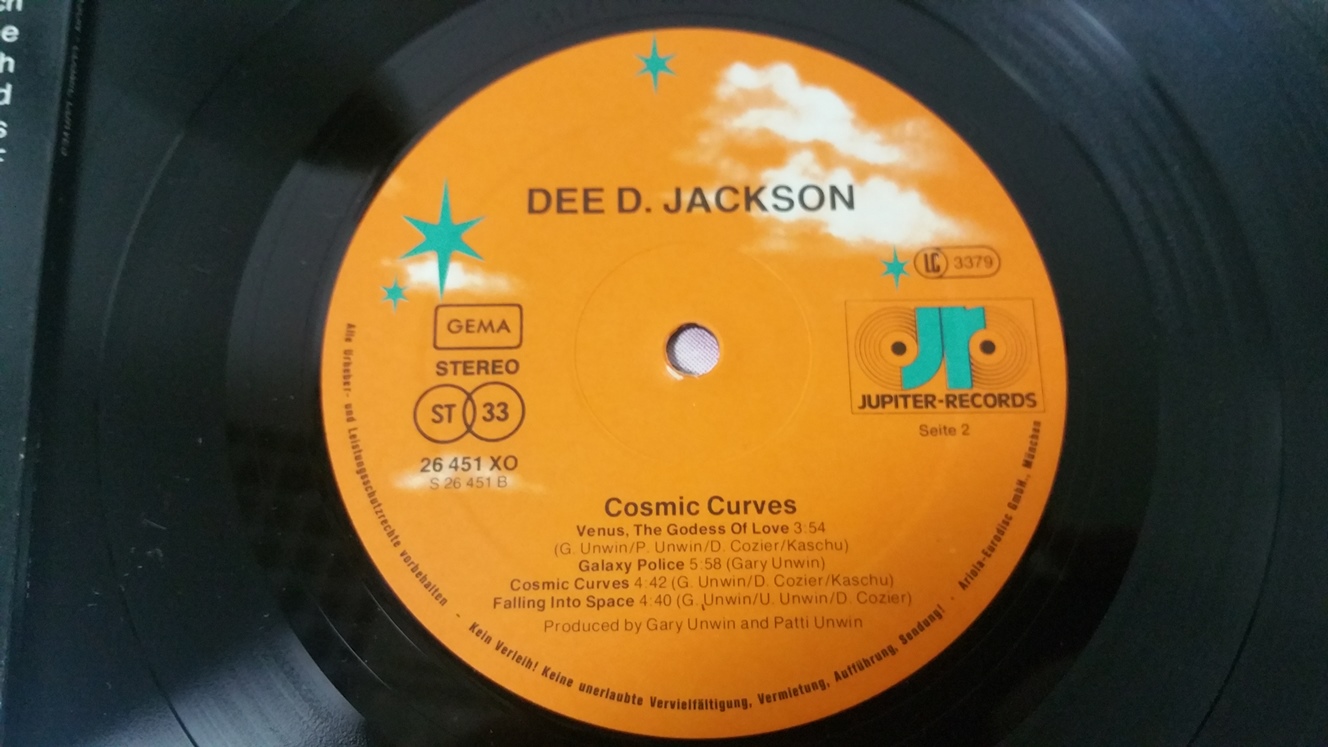 DEE D. JACKSON
LC 3379
GEMA
STEREO
ST 33
26 451 XO
S 26 451 B
Jr
JUPITER-RECORDS
Seite 2
Cosmic Curves
Venus, The Godess Of Love 3:54
(G. Unwin/P. Unwin/D. Cozier/Kaschu)
Galaxy Police 5:58 (Gary Unwin)
Cosmic Curves 4:42 (G. Unwin/D. Cozier/Kaschu)
Falling Into Space 4:40 (G. Unwin/U. Unwin/D. Cozier)
Produced by Gary Unwin and Patti Unwin
Alle Urheber- und Leistungsschutzrechte vorbehalten - Kein Verleih! Keine unerlaubte Vervielfältigung, Vermietung, Aufführung, Sendung! · Ariola-Eurodisc GmbH., München